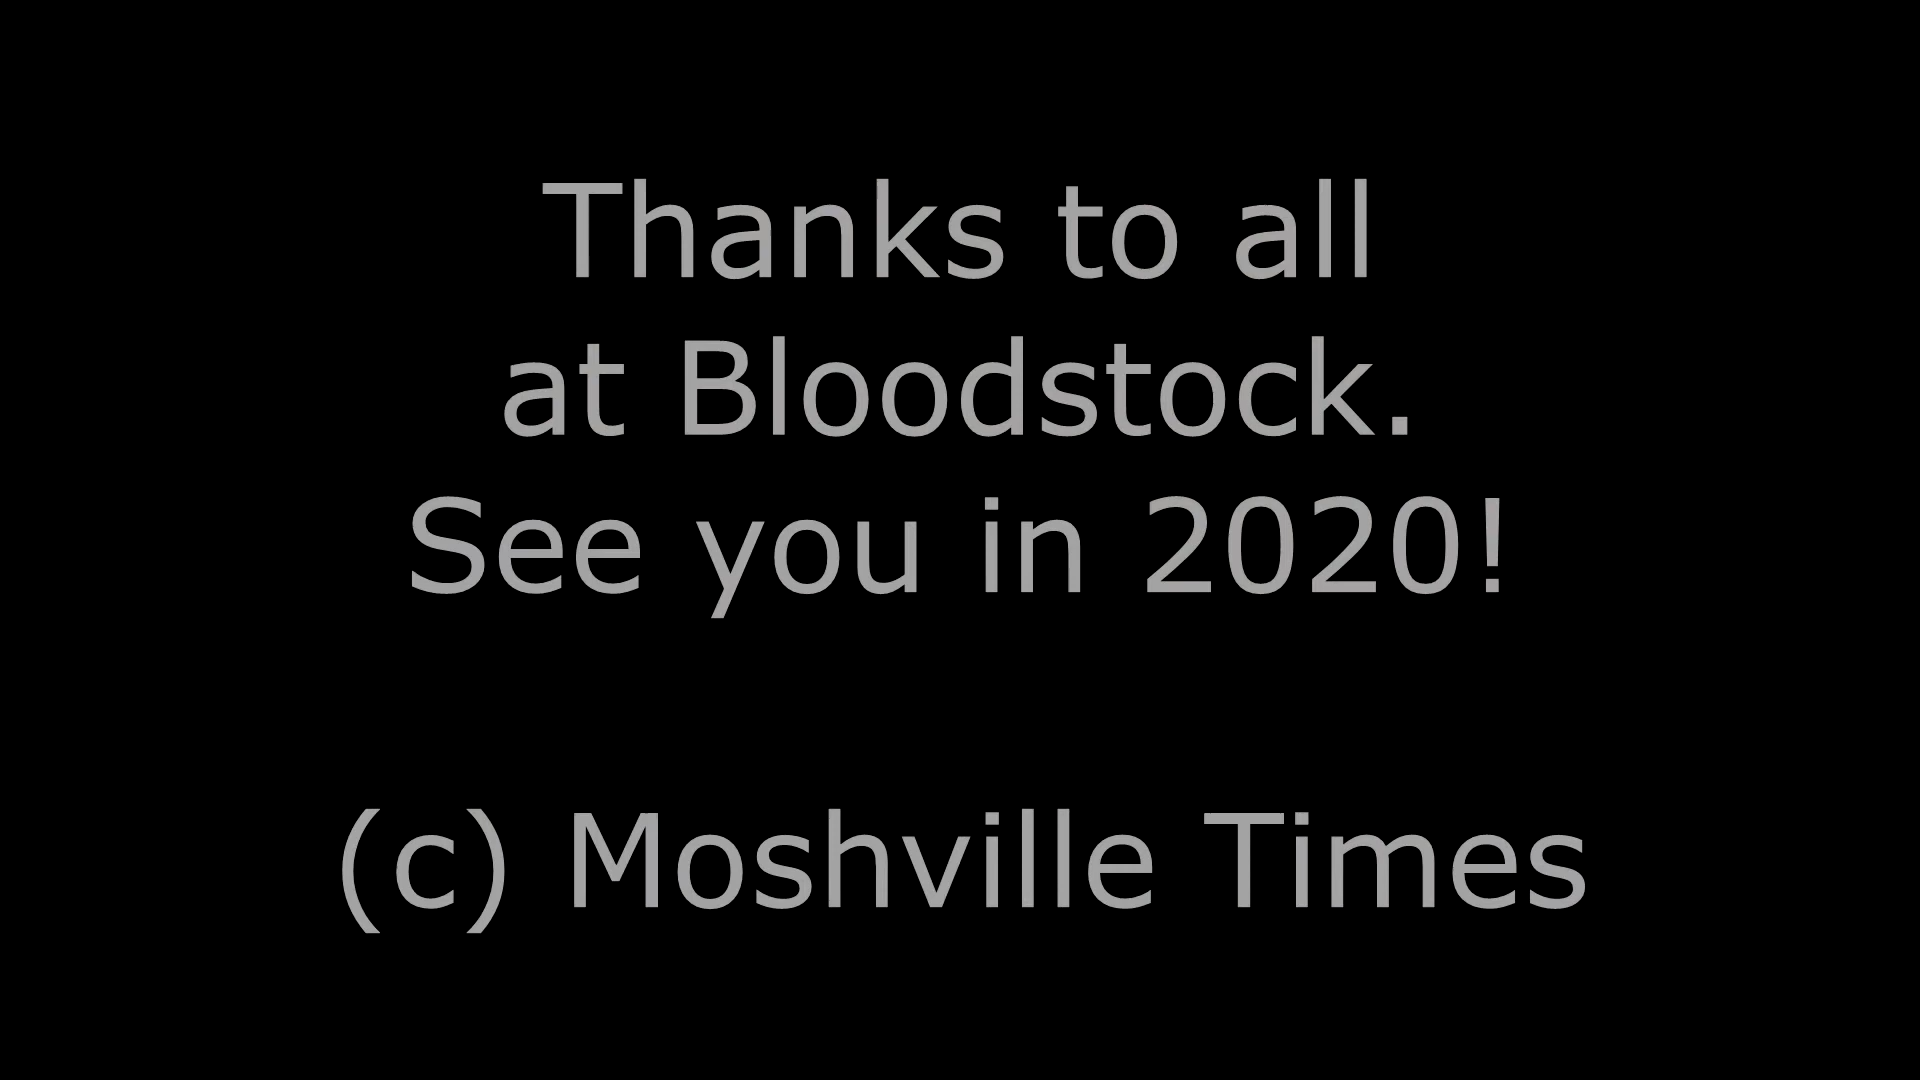 Thanks to all
at Bloodstock.
See you in 2020!
(c) Moshville Times